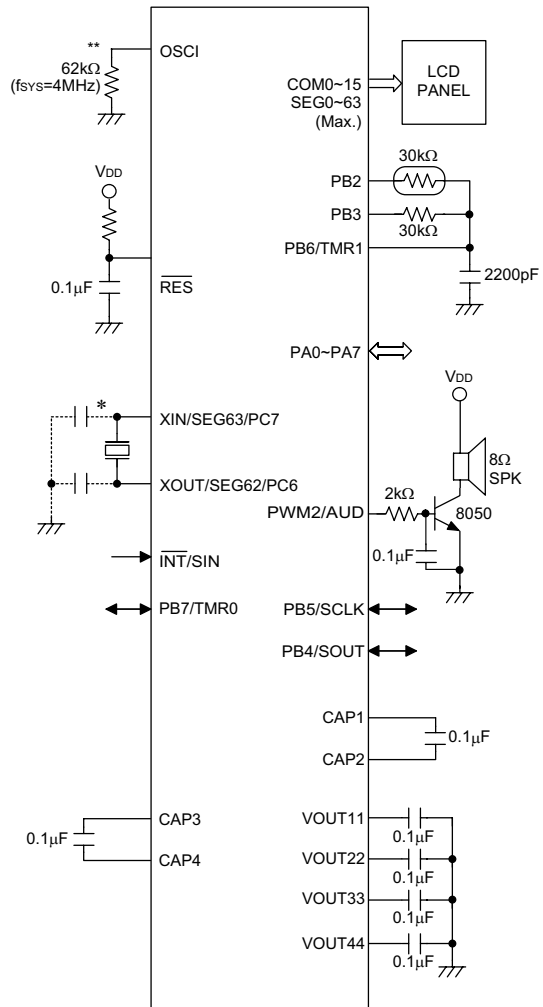 **
OSCI
62kΩ
(fSYS=4MHz)
VDD
0.1µF
RES
*
XIN/SEG63/PC7
XOUT/SEG62/PC6
INT/SIN
PB7/TMR0
CAP3
0.1µF
CAP4
COM0~15
SEG0~63
(Max.)
LCD
PANEL
30kΩ
PB2
PB3
30kΩ
PB6/TMR1
2200pF
PA0~PA7
VDD
8Ω
SPK
2kΩ
PWM2/AUD
8050
0.1µF
PB5/SCLK
PB4/SOUT
CAP1
0.1µF
CAP2
VOUT11
0.1µF
VOUT22
0.1µF
VOUT33
0.1µF
VOUT44
0.1µF